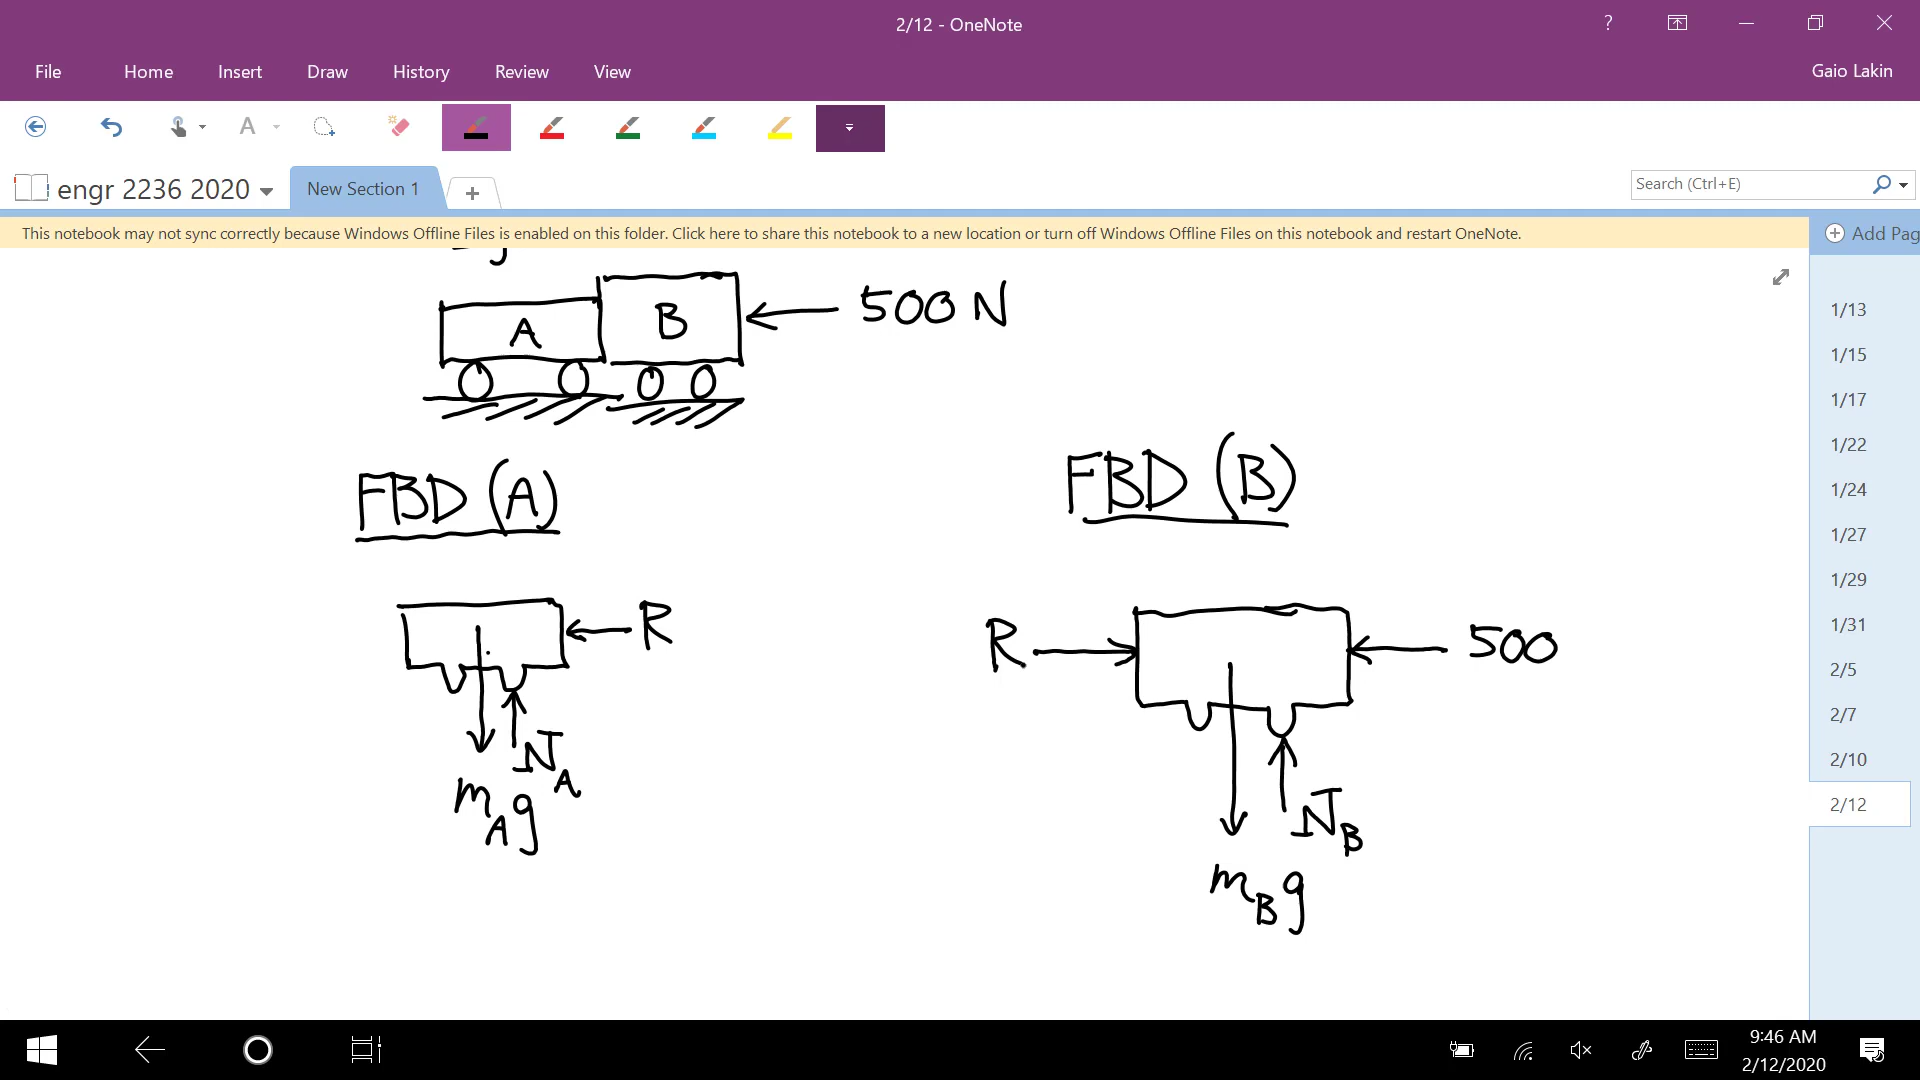 2/12 - OneNote
?
File Home Insert Draw History Review View
Gaio Lakin
A
engr 2236 2020
New Section 1
+
Search (Ctrl+E)
This notebook may not sync correctly because Windows Offline Files is enabled on this folder. Click here to share this notebook to a new location or turn off Windows Offline Files on this notebook and restart OneNote.
Add Pag
A B 500 N
FBD (A)
FBD (B)
R
N_A
m_A g
R 500
N_B
m_B g
1/13
1/15
1/17
1/22
1/24
1/27
1/29
1/31
2/5
2/7
2/10
2/12
9:46 AM
2/12/2020